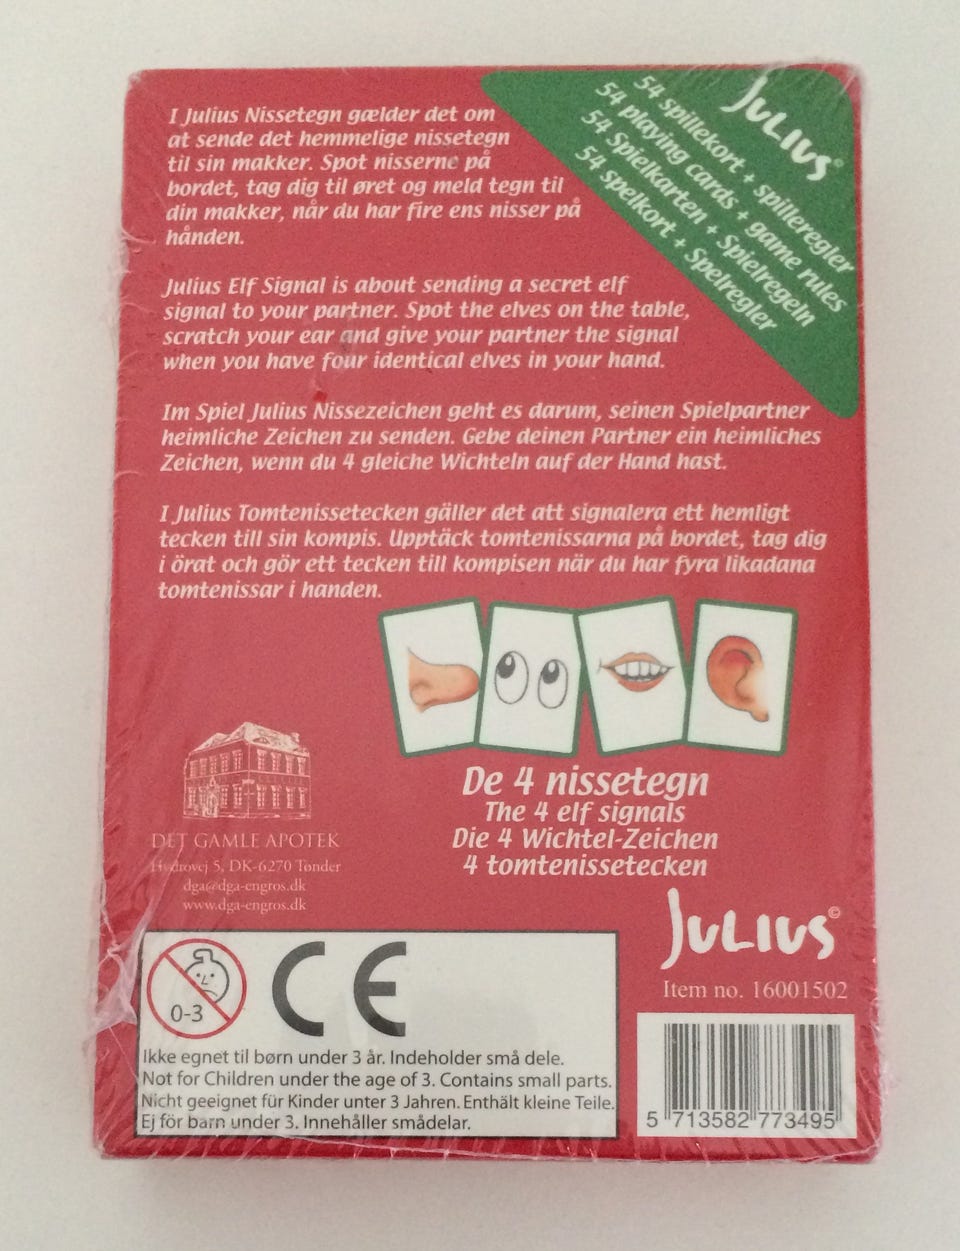 JULIUS©
54 spillekort + spilleregler
54 playing cards + game rules
54 Spielkarten + Spielregeln
54 spelkort + Spelregler
I Julius Nissetegn gælder det om
at sende det hemmelige nissetegn
til sin makker. Spot nisserne på
bordet, tag dig til øret og meld tegn til
din makker, når du har fire ens nisser på
hånden.
Julius Elf Signal is about sending a secret elf
signal to your partner. Spot the elves on the table,
scratch your ear and give your partner the signal
when you have four identical elves in your hand.
Im Spiel Julius Nissezeichen geht es darum, seinen Spielpartner
heimliche Zeichen zu senden. Gebe deinen Partner ein heimliches
Zeichen, wenn du 4 gleiche Wichteln auf der Hand hast.
I Julius Tomtenissetecken gäller det att signalera ett hemligt
tecken till sin kompis. Upptäck tomtenissarna på bordet, tag dig
i örat och gör ett tecken till kompisen när du har fyra likadana
tomtenissar i handen.
De 4 nissetegn
The 4 elf signals
Die 4 Wichtel-Zeichen
4 tomtenissetecken
DET GAMLE APOTEK
Hydrovej 5, DK-6270 Tønder
dga@dga-engros.dk
www.dga-engros.dk
JULIUS©
Item no. 16001502
0-3
CE
Ikke egnet til børn under 3 år. Indeholder små dele.
Not for Children under the age of 3. Contains small parts.
Nicht geeignet für Kinder unter 3 Jahren. Enthält kleine Teile.
Ej för barn under 3. Innehåller smådelar.
5 713582 773495